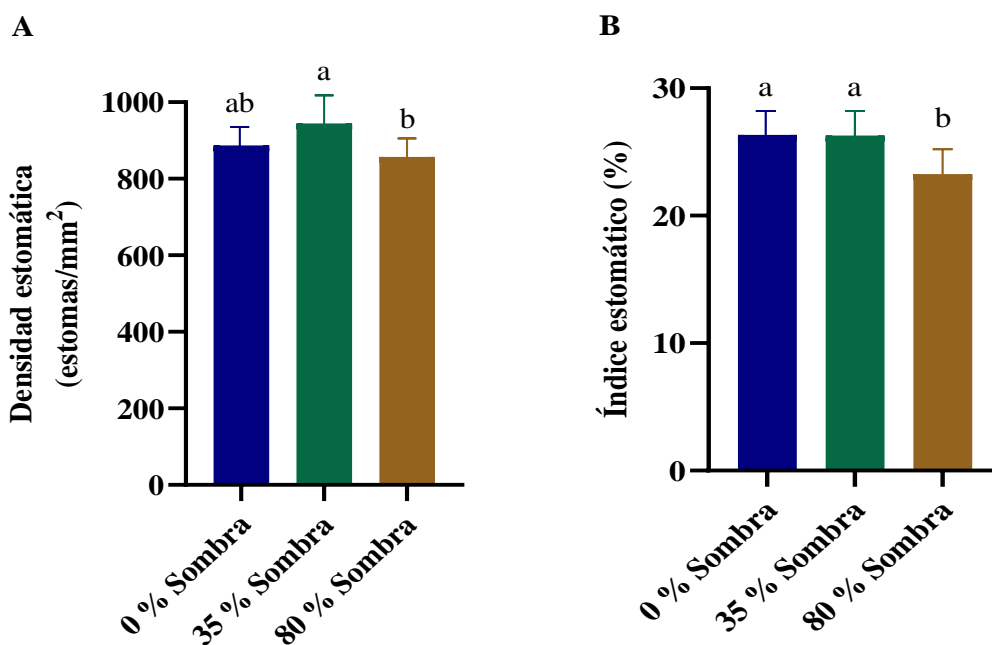 A
Densidad estomática
(estomas/mm²)
1000
800
600
400
200
0
ab
a
b
0 % Sombra
35 % Sombra
80 % Sombra
B
Índice estomático (%)
30
20
10
0
a
a
b
0 % Sombra
35 % Sombra
80 % Sombra